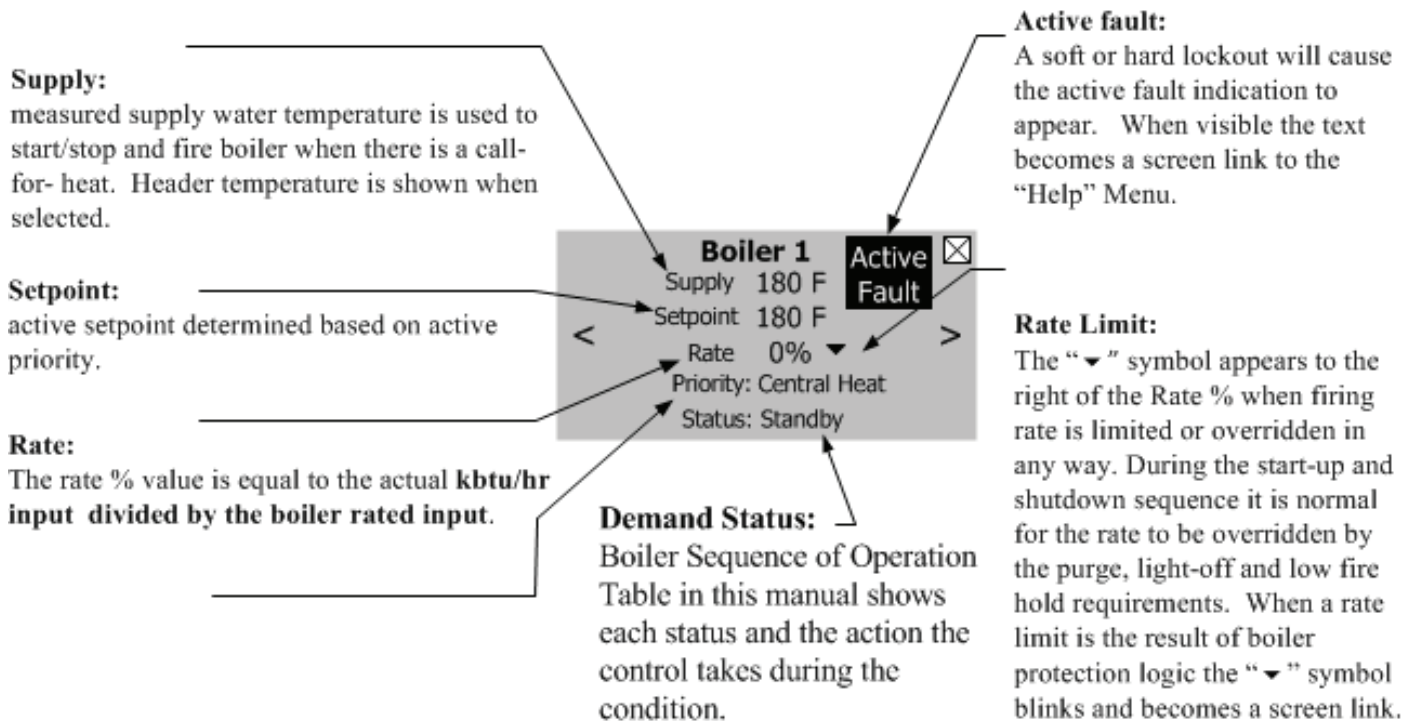 Supply:
measured supply water temperature is used to
start/stop and fire boiler when there is a call-
for- heat. Header temperature is shown when
selected.
Setpoint:
active setpoint determined based on active
priority.
Rate:
The rate % value is equal to the actual kbtu/hr
input divided by the boiler rated input.
Boiler 1
Active
Fault
Supply 180 F
Setpoint 180 F
< >
Rate 0% ▼
Priority: Central Heat
Status: Standby
Demand Status:
Boiler Sequence of Operation
Table in this manual shows
each status and the action the
control takes during the
condition.
Active fault:
A soft or hard lockout will cause
the active fault indication to
appear. When visible the text
becomes a screen link to the
“Help” Menu.
Rate Limit:
The “▼” symbol appears to the
right of the Rate % when firing
rate is limited or overridden in
any way. During the start-up and
shutdown sequence it is normal
for the rate to be overridden by
the purge, light-off and low fire
hold requirements. When a rate
limit is the result of boiler
protection logic the “▼” symbol
blinks and becomes a screen link.